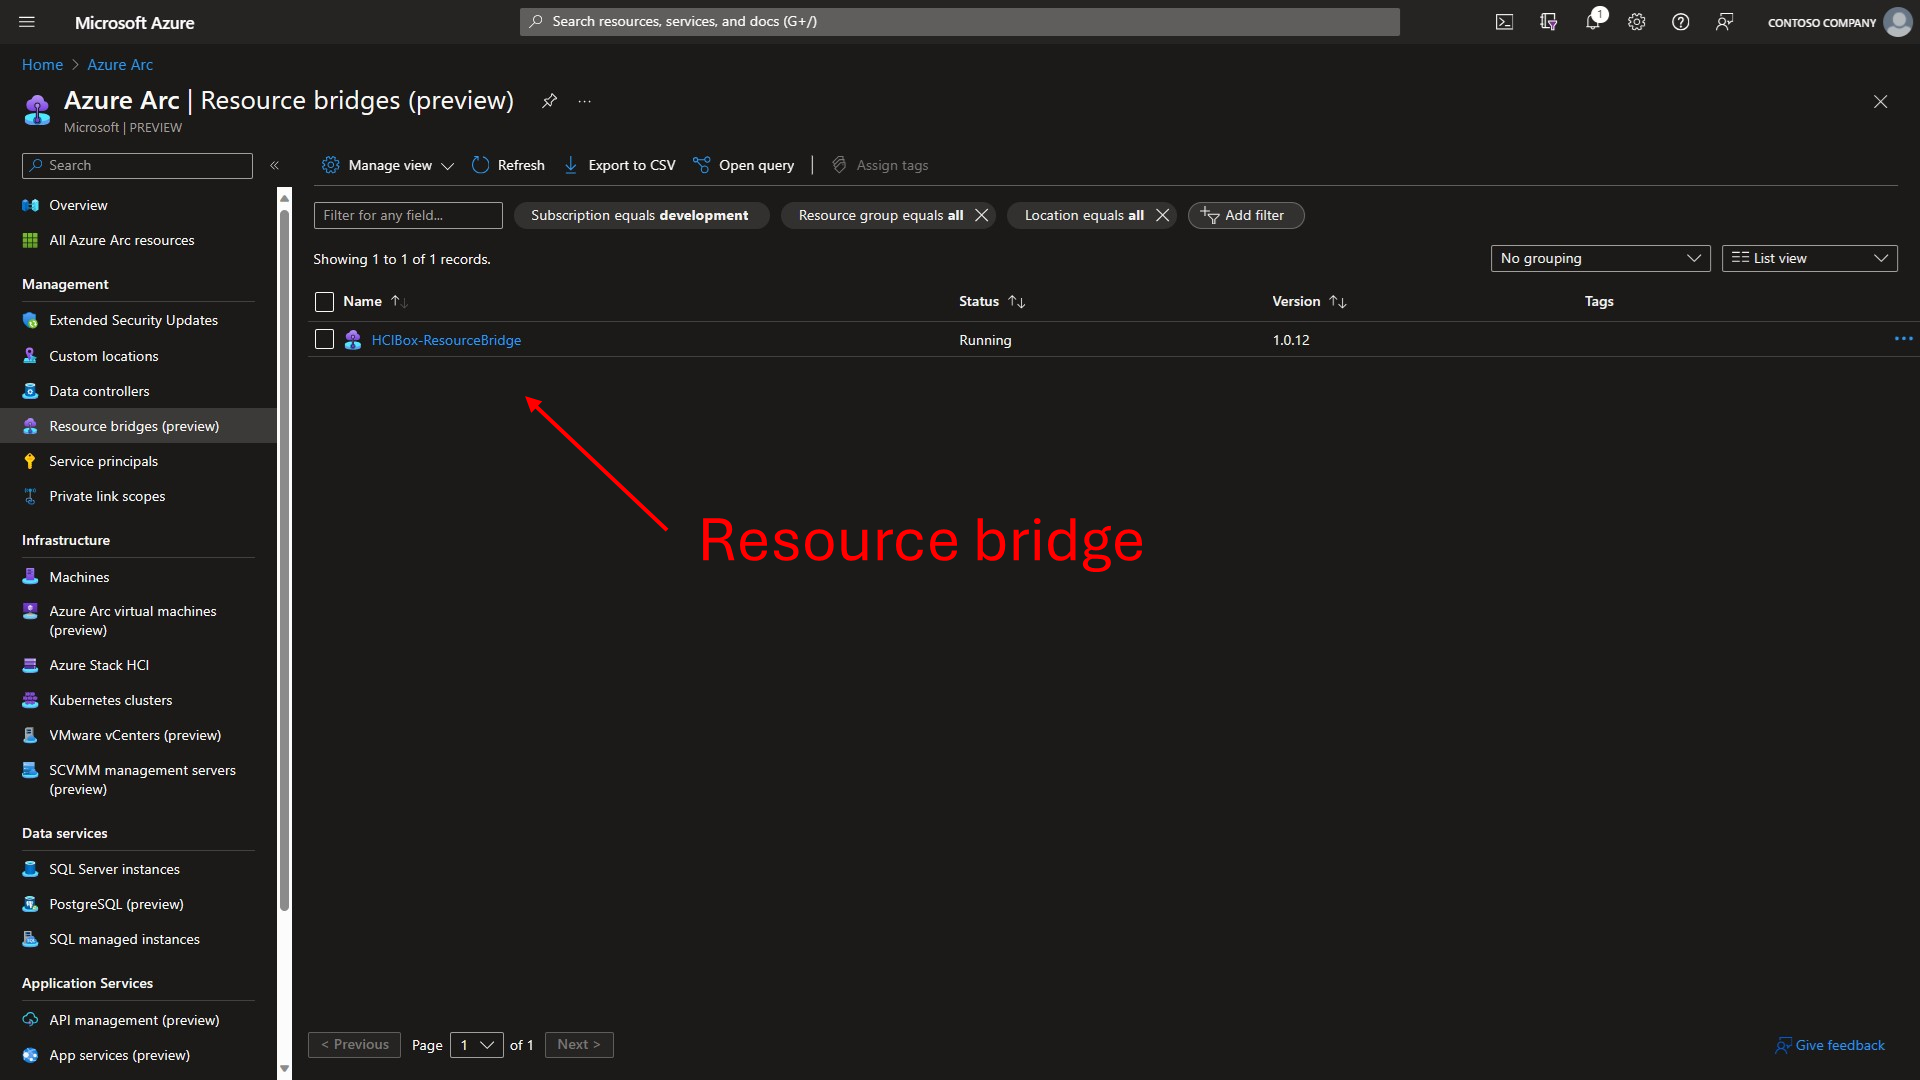 Microsoft Azure
Search resources, services, and docs (G+/)
1
CONTOSO COMPANY
Home > Azure Arc
Azure Arc | Resource bridges (preview)
Microsoft | PREVIEW
Search
Manage view
Refresh
Export to CSV
Open query
Assign tags
Overview
All Azure Arc resources
Management
Extended Security Updates
Custom locations
Data controllers
Resource bridges (preview)
Service principals
Private link scopes
Infrastructure
Machines
Azure Arc virtual machines
(preview)
Azure Stack HCI
Kubernetes clusters
VMware vCenters (preview)
SCVMM management servers
(preview)
Data services
SQL Server instances
PostgreSQL (preview)
SQL managed instances
Application Services
API management (preview)
App services (preview)
Filter for any field...
Subscription equals development
Resource group equals all
Location equals all
Add filter
Showing 1 to 1 of 1 records.
No grouping
List view
Name
Status
Version
Tags
HCIBox-ResourceBridge
Running
1.0.12
Resource bridge
< Previous
Page
1
of 1
Next >
Give feedback